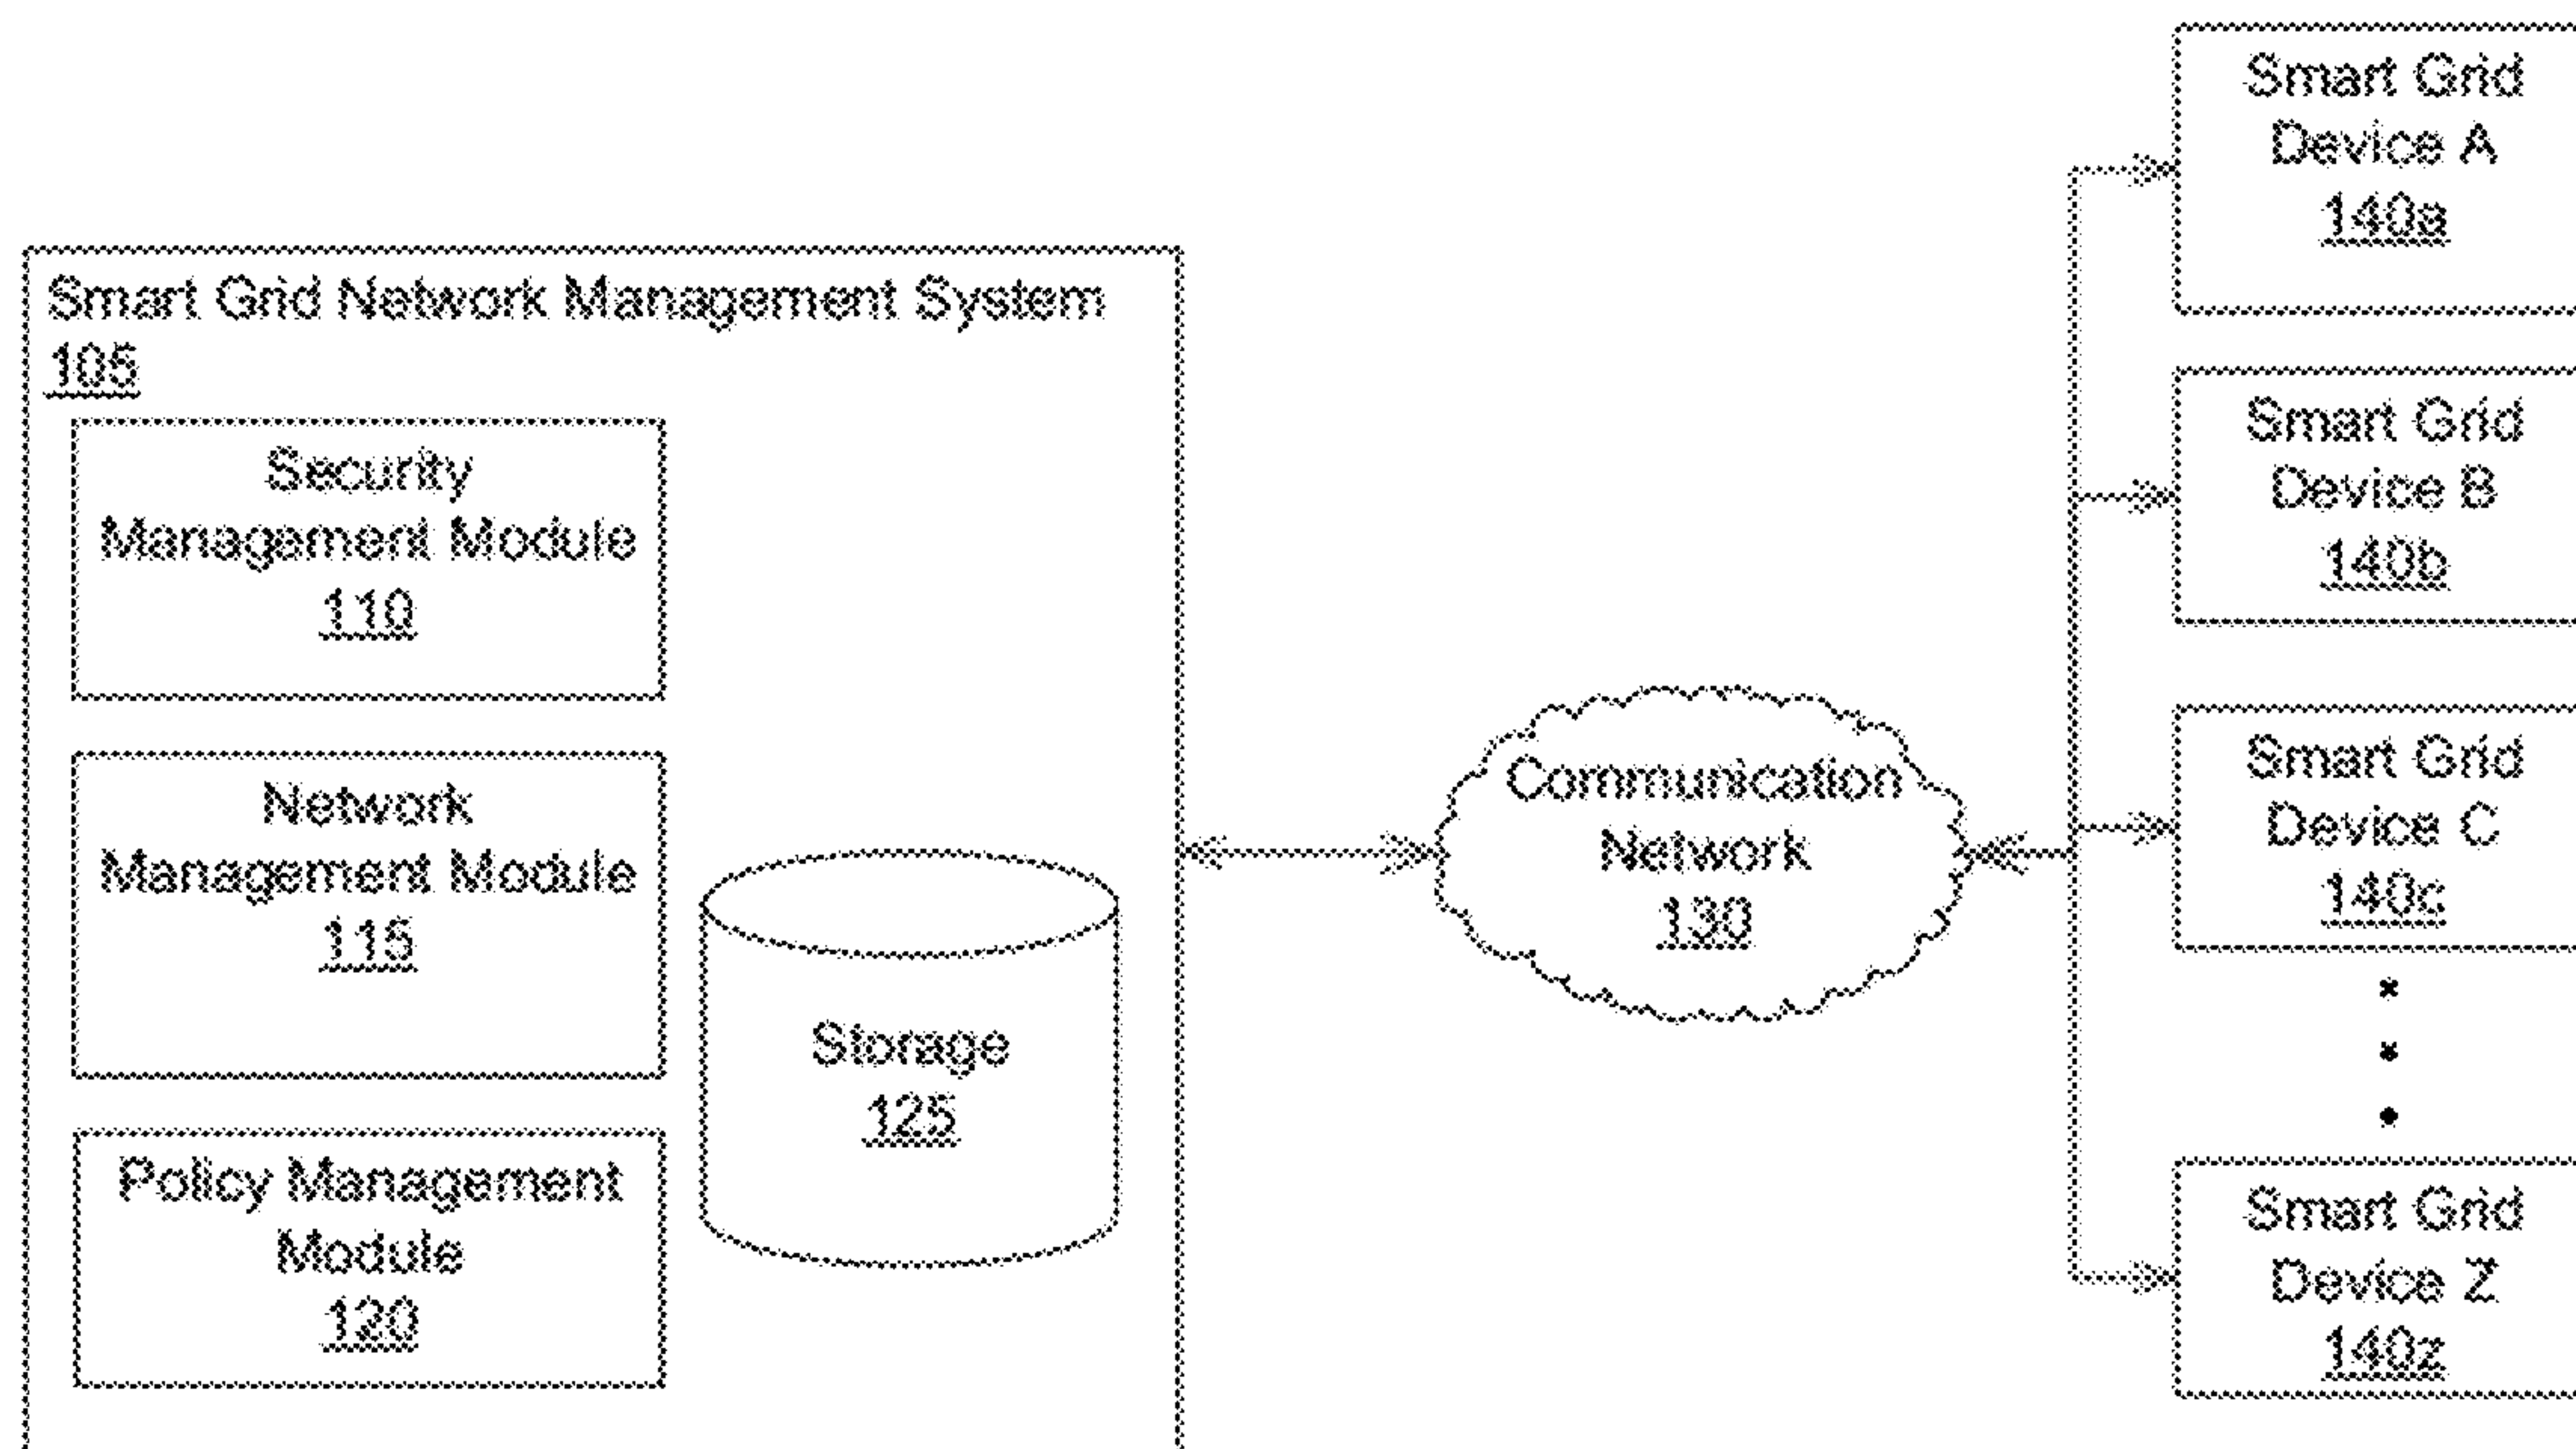 Smart Grid Network Management System
105
Security
Management Module
110
Network
Management Module
115
Policy Management
Module
120
Storage
125
Communication
Network
130
Smart Grid
Device A
140a
Smart Grid
Device B
140b
Smart Grid
Device C
140c
Smart Grid
Device Z
140z